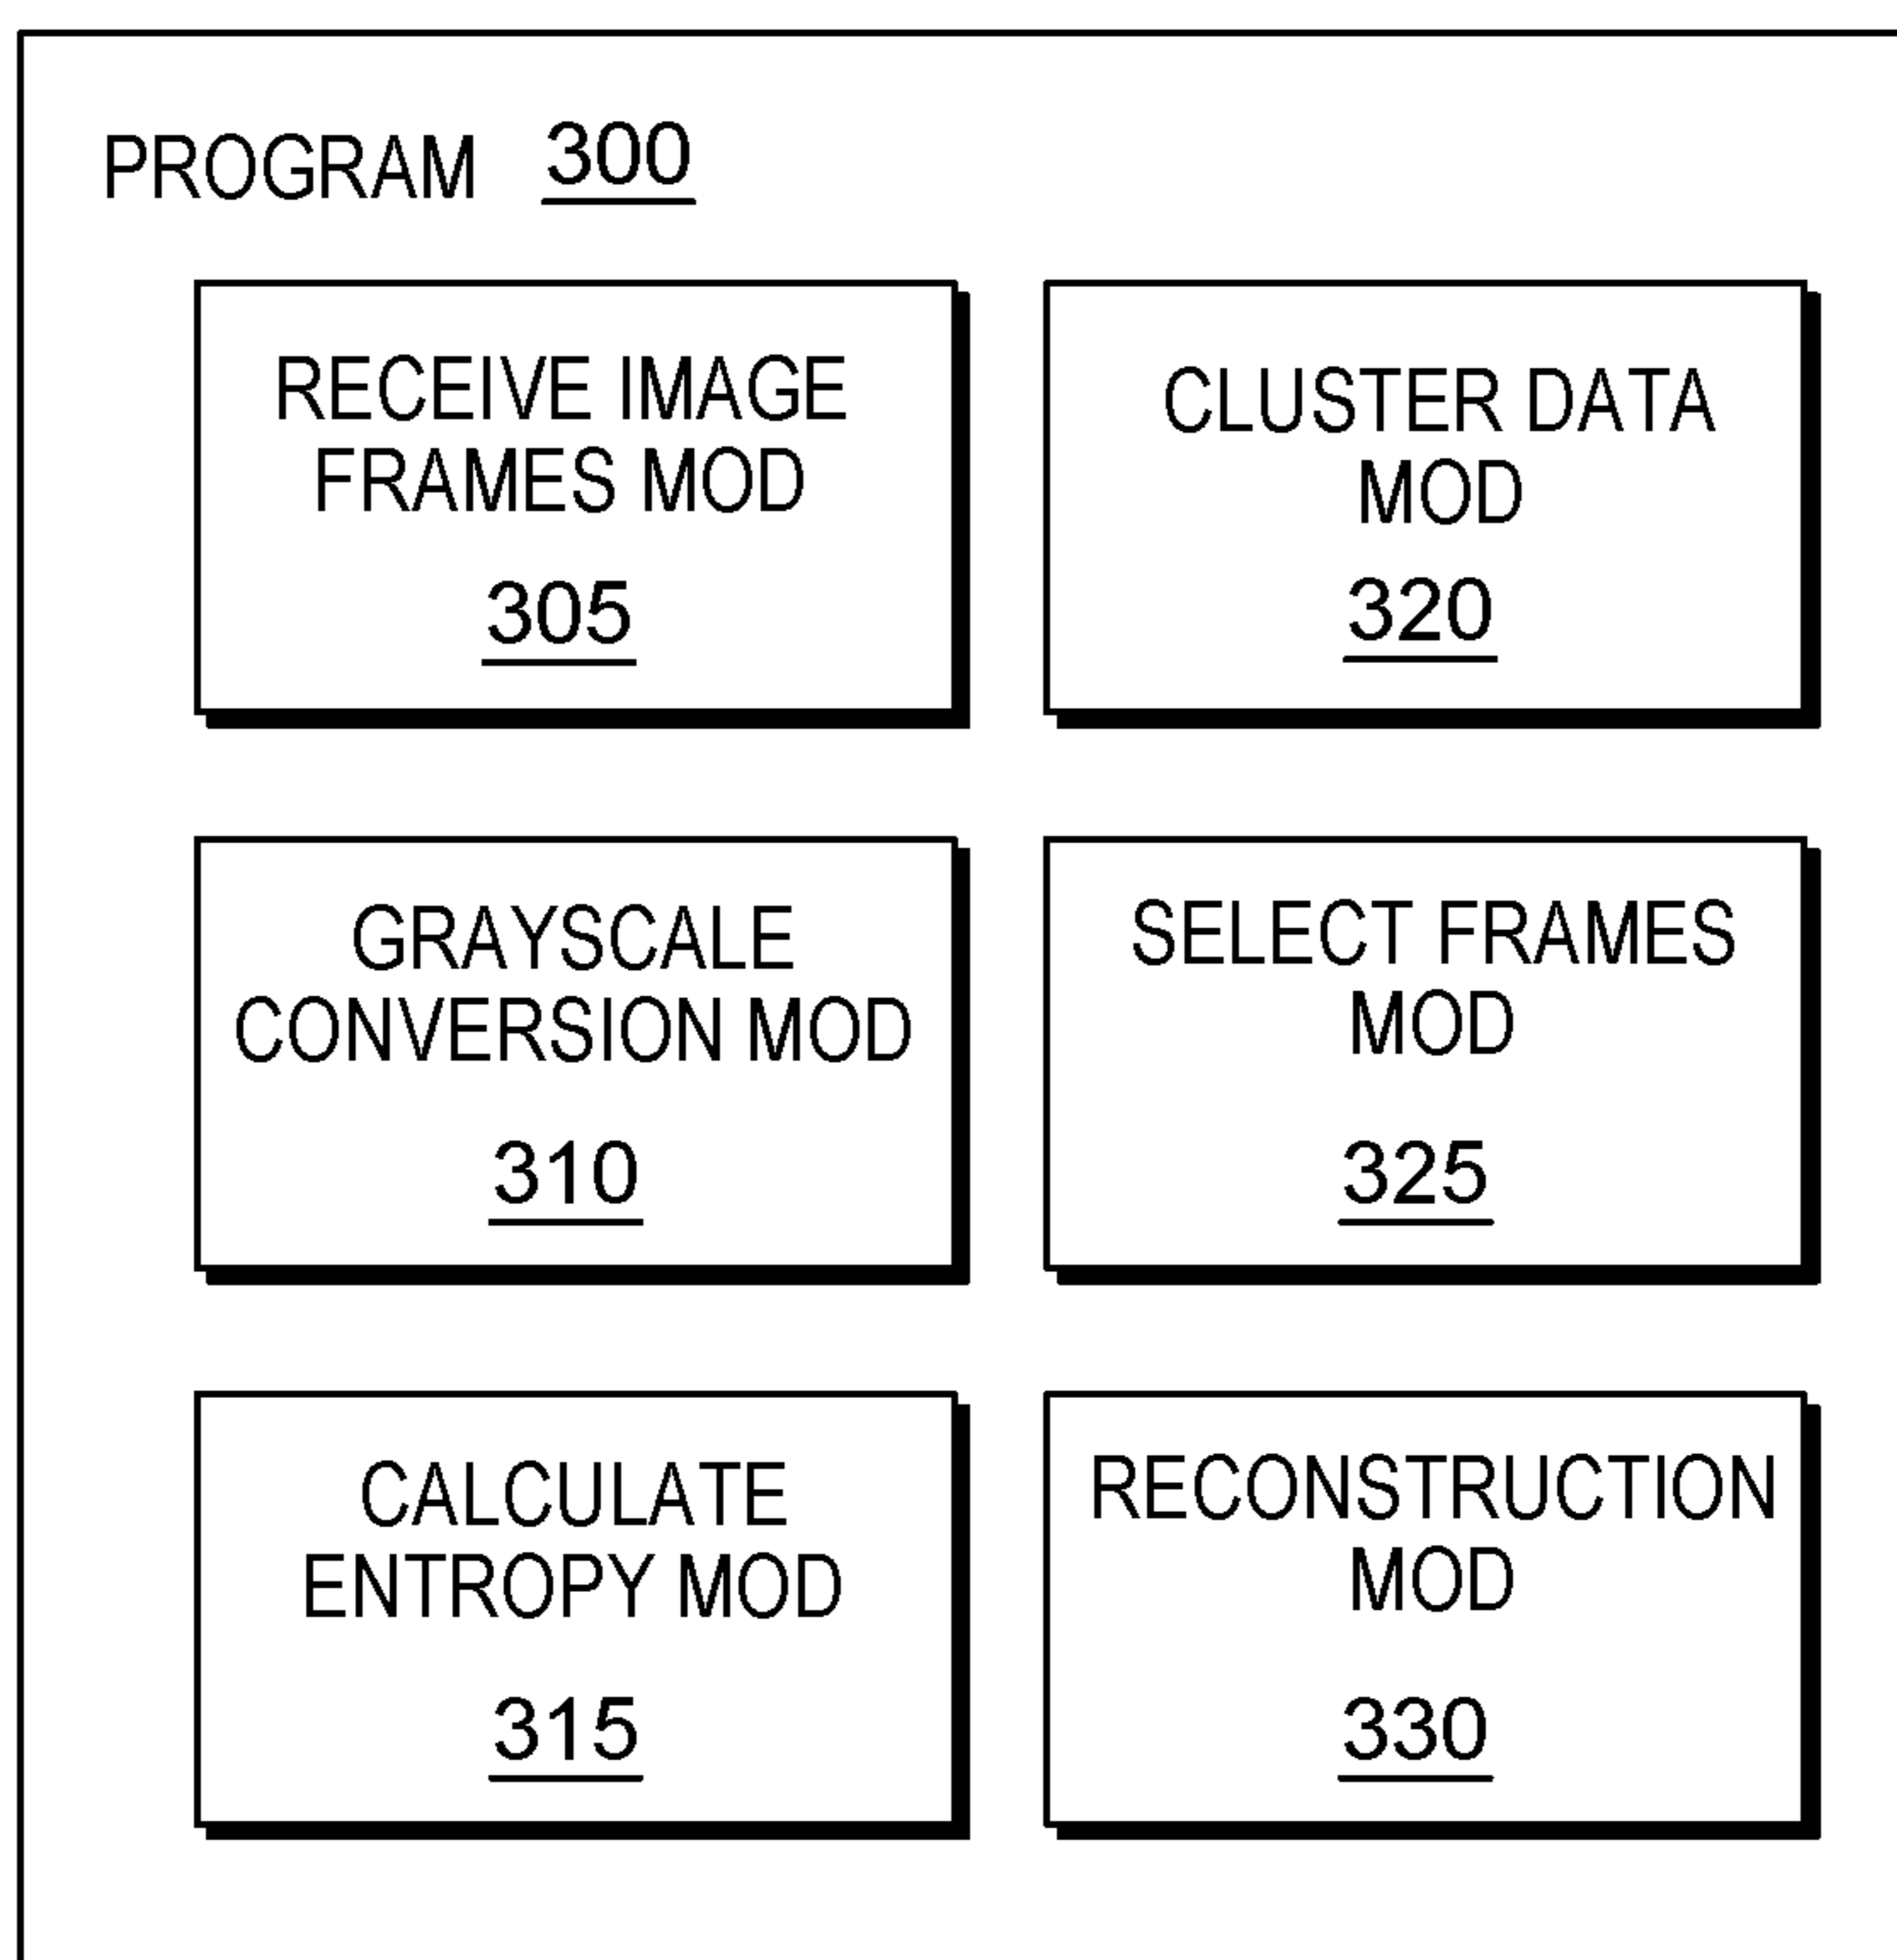 PROGRAM 300
RECEIVE IMAGE
FRAMES MOD
305
CLUSTER DATA
MOD
320
GRAYSCALE
CONVERSION MOD
310
SELECT FRAMES
MOD
325
CALCULATE
ENTROPY MOD
315
RECONSTRUCTION
MOD
330